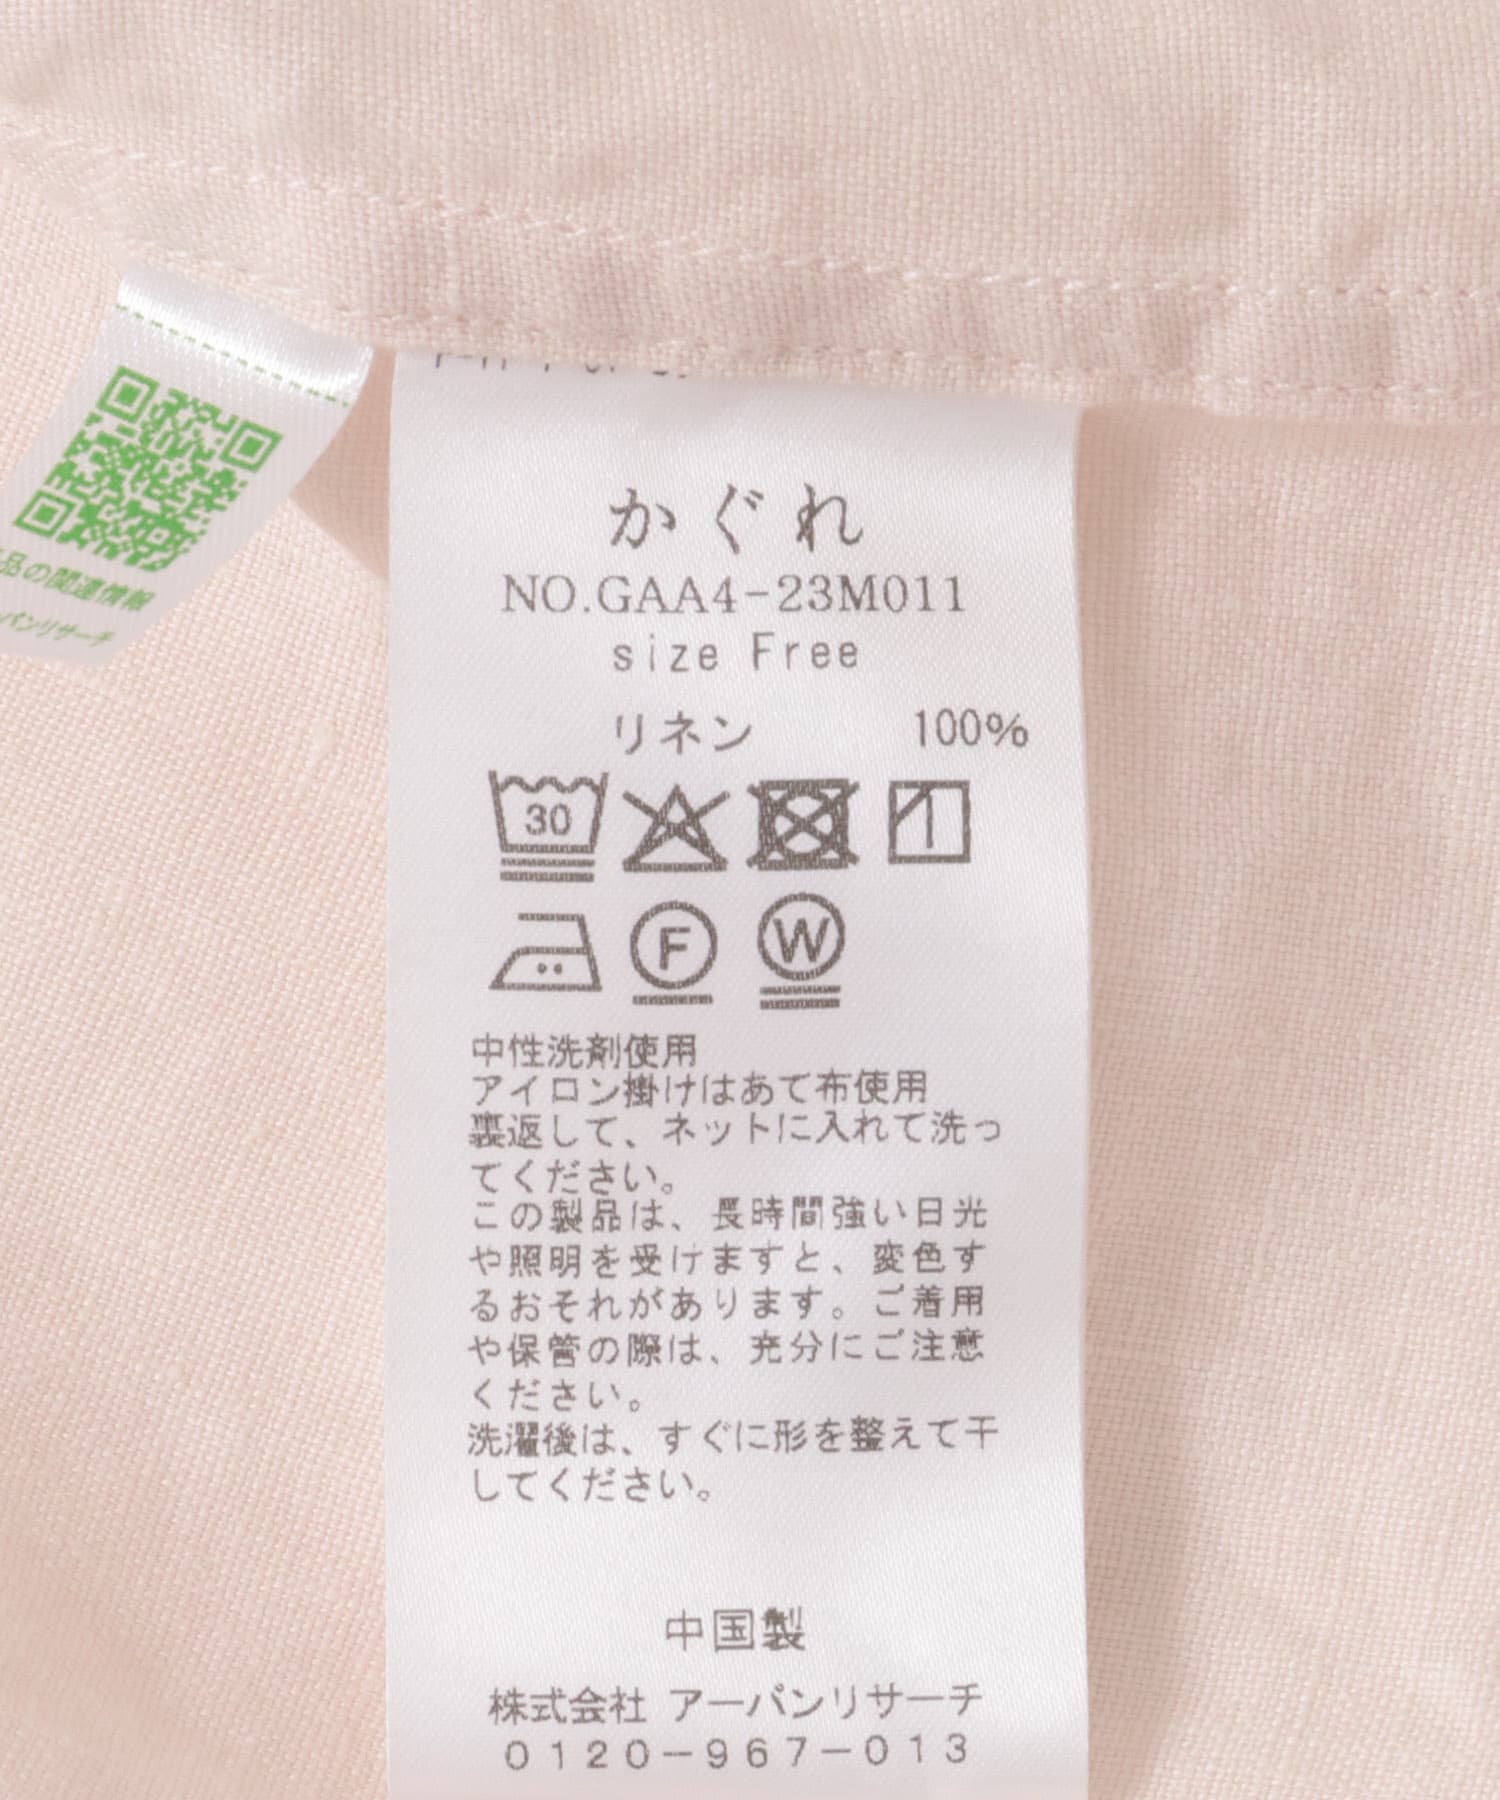 かぐれ
NO.GAA4-23M011
size Free
リネン 100%
30
F W
中性洗剤使用
アイロン掛けはあて布使用
裏返して、ネットに入れて洗っ
てください。
この製品は、長時間強い日光
や照明を受けますと、変色す
るおそれがあります。ご着用
や保管の際は、充分にご注意
ください。
洗濯後は、すぐに形を整えて干
してください。
中国製
株式会社 アーバンリサーチ
0120-967-013
品の関連情報
ーバンリサーチ